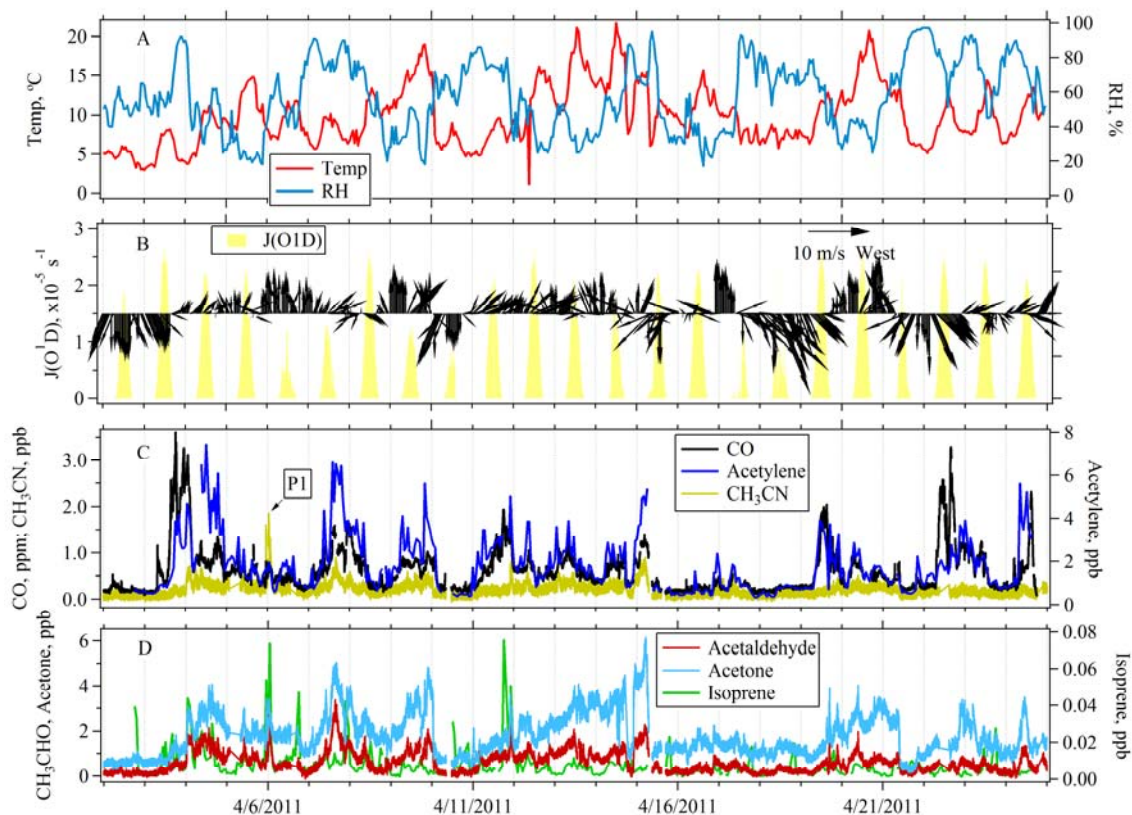 A
Temp, ºC
20
15
10
5
0
100
80
60
40
20
0
RH, %
Temp
RH
B
J(O¹D), x10⁻⁵ s⁻¹
3
2
1
0
J(O1D)
10 m/s West
C
CO, ppm; CH₃CN, ppb
3.0
2.0
1.0
0.0
P1
CO
Acetylene
CH₃CN
8
6
4
2
0
Acetylene, ppb
D
CH₃CHO, Acetone, ppb
6
4
2
0
Acetaldehyde
Acetone
Isoprene
0.08
0.06
0.04
0.02
0.00
Isoprene, ppb
4/6/2011
4/11/2011
4/16/2011
4/21/2011